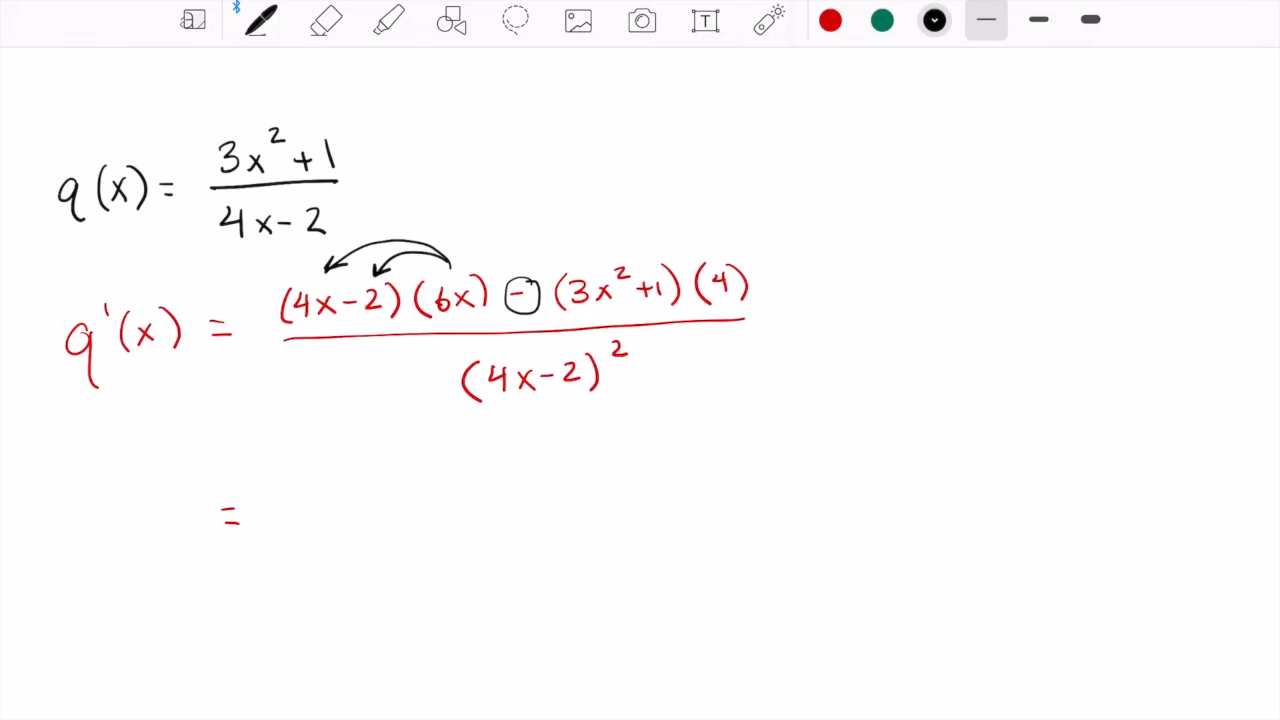 q(x) = (3x² + 1)/(4x - 2)
q'(x) = ((4x - 2)(6x) - (3x² + 1)(4))/(4x - 2)²
=